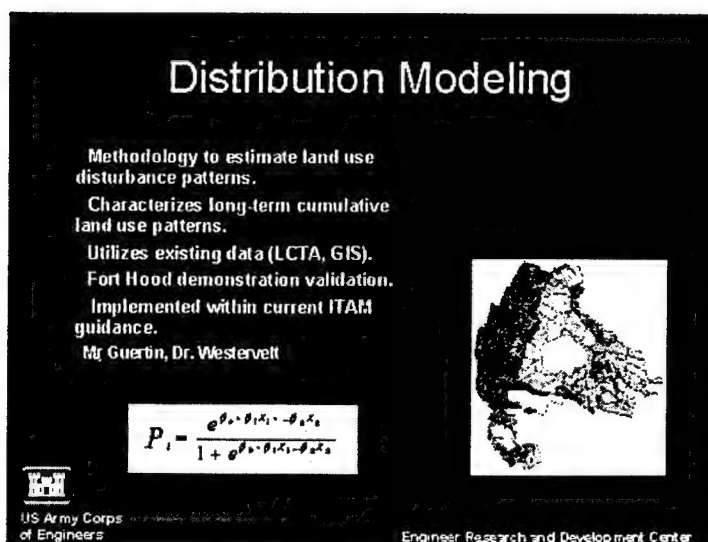 Distribution Modeling
Methodology to estimate land use
disturbance patterns.
Characterizes long-term cumulative
land use patterns.
Utilizes existing data (LCTA, GIS).
Fort Hood demonstration validation.
Implemented within current ITAM
guidance.
Mr. Guertin, Dr. Westervelt
US Army Corps
of Engineers
Engineer Research and Development Center